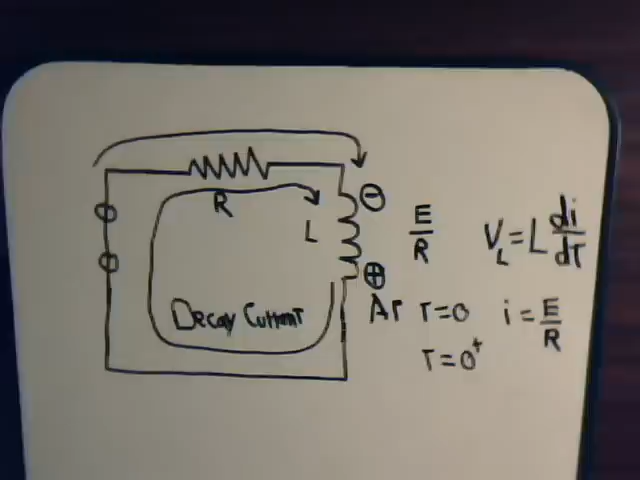 R
L
⊖
⊕
E/R
V_L = L di/dT
Decay Current
AT T=0 i = E/R
T=0⁺